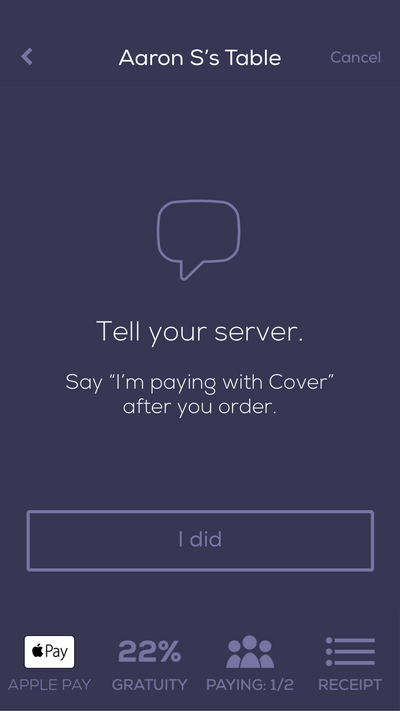 Aaron S’s Table
Cancel
Tell your server.
Say “I’m paying with Cover”
after you order.
I did
Pay
22%
APPLE PAY
GRATUITY
PAYING: 1/2
RECEIPT